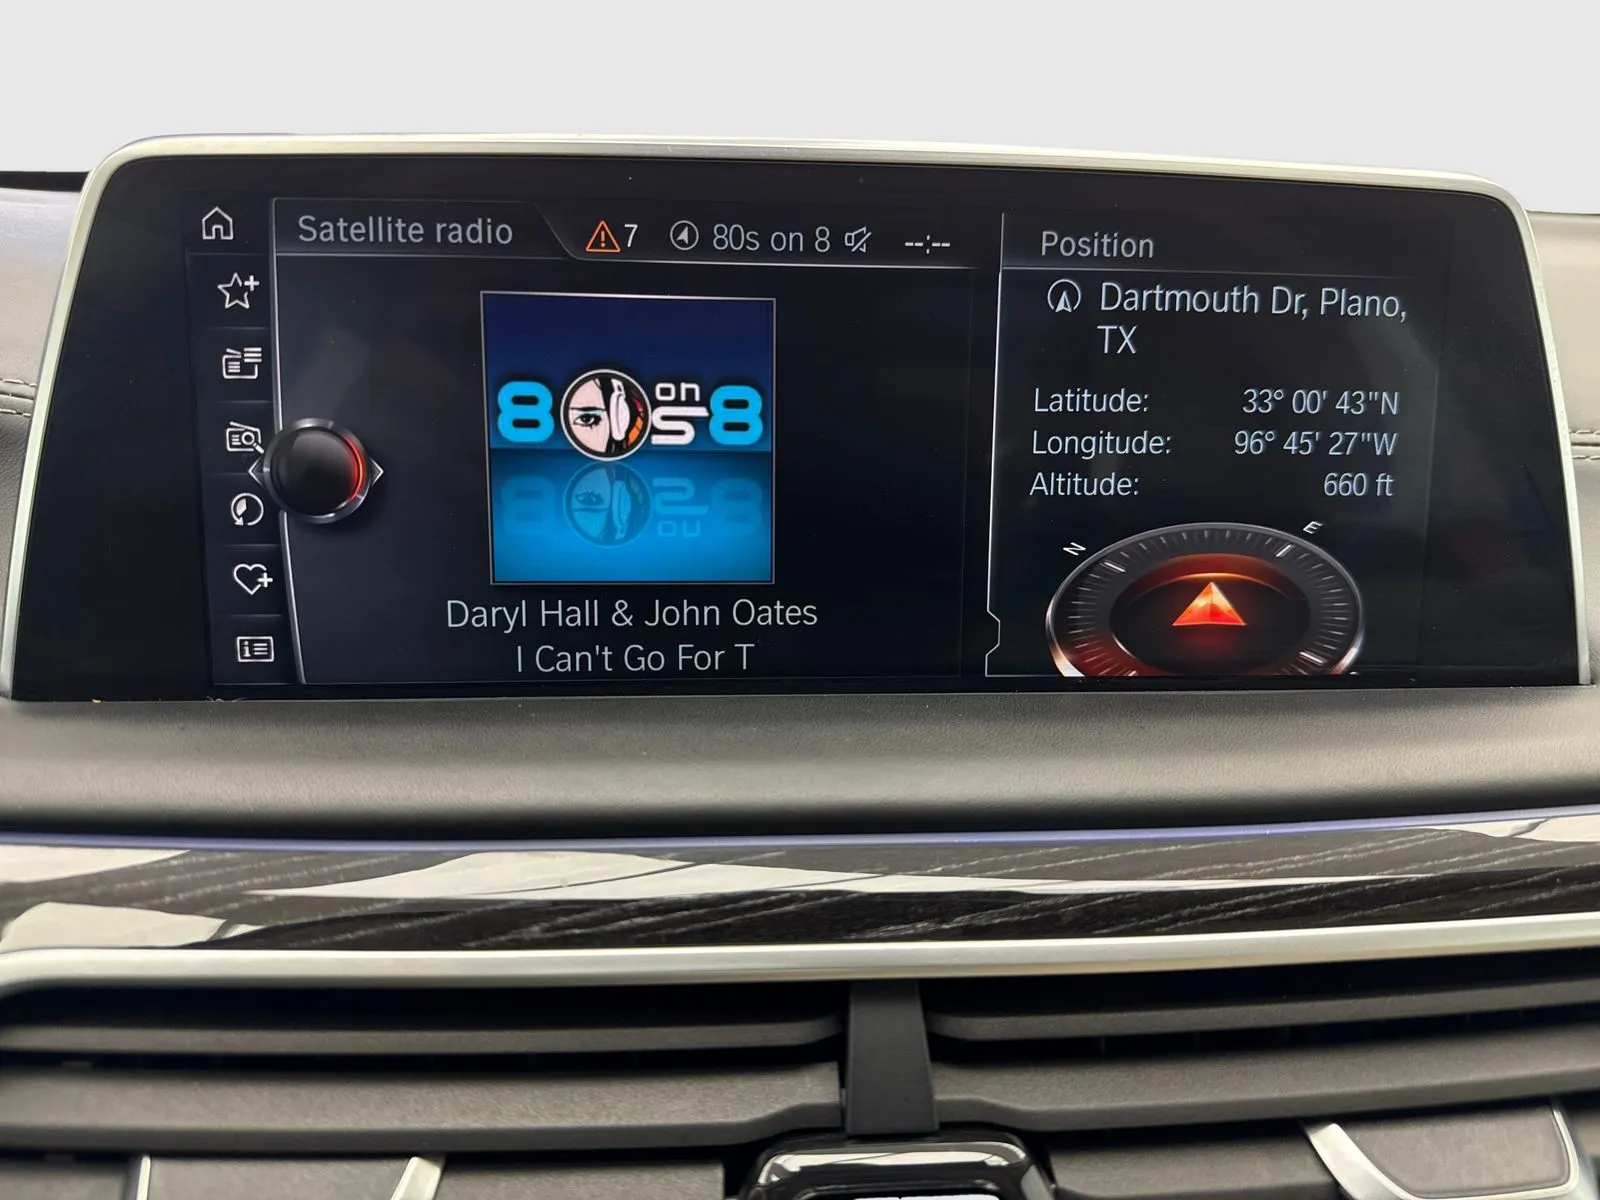 Satellite radio
7
80s on 8
--:--
80s on 8
Daryl Hall & John Oates
I Can't Go For T
Position
Dartmouth Dr, Plano,
TX
Latitude: 33° 00' 43"N
Longitude: 96° 45' 27"W
Altitude: 660 ft
N
E